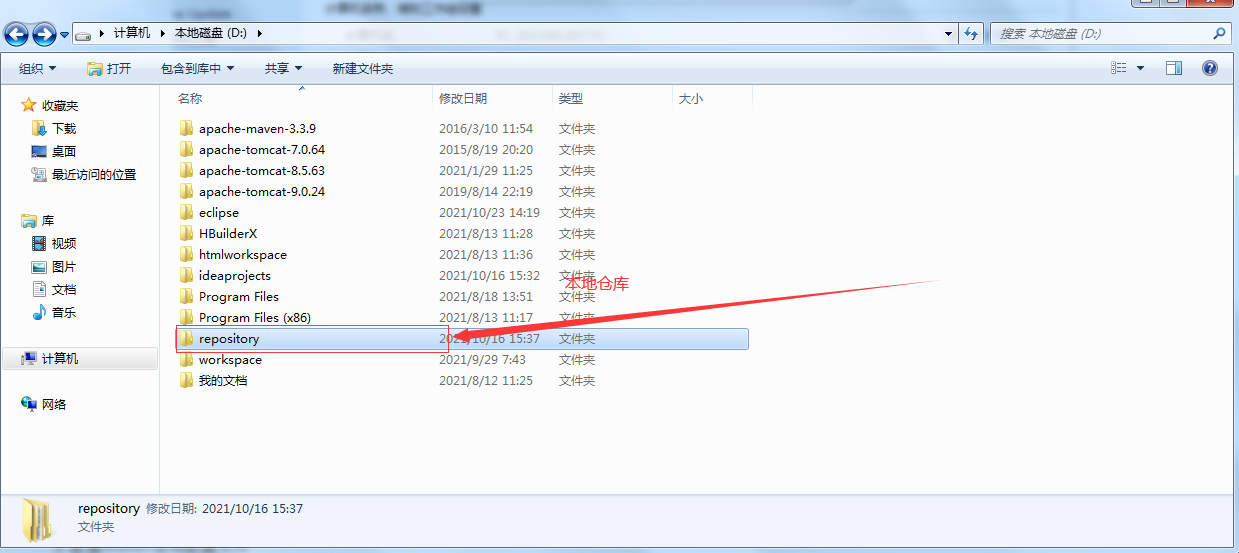 计算机 本地磁盘 (D:) 搜索 本地磁盘 (D:)
组织 打开 包含到库中 共享 新建文件夹
收藏夹
下载
桌面
最近访问的位置
库
视频
图片
文档
音乐
计算机
网络
名称 修改日期 类型 大小
apache-maven-3.3.9 2016/3/10 11:54 文件夹
apache-tomcat-7.0.64 2015/8/19 20:20 文件夹
apache-tomcat-8.5.63 2021/1/29 11:25 文件夹
apache-tomcat-9.0.24 2019/8/14 22:19 文件夹
eclipse 2021/10/23 14:19 文件夹
HBuilderX 2021/8/13 11:28 文件夹
htmlworkspace 2021/8/13 11:36 文件夹
ideaprojects 2021/10/16 15:32 文件夹
本地仓库
Program Files 2021/8/18 13:51 文件夹
Program Files (x86) 2021/8/13 11:17 文件夹
repository 2021/10/16 15:37 文件夹
workspace 2021/9/29 7:43 文件夹
我的文档 2021/8/12 11:25 文件夹
repository 修改日期: 2021/10/16 15:37
文件夹